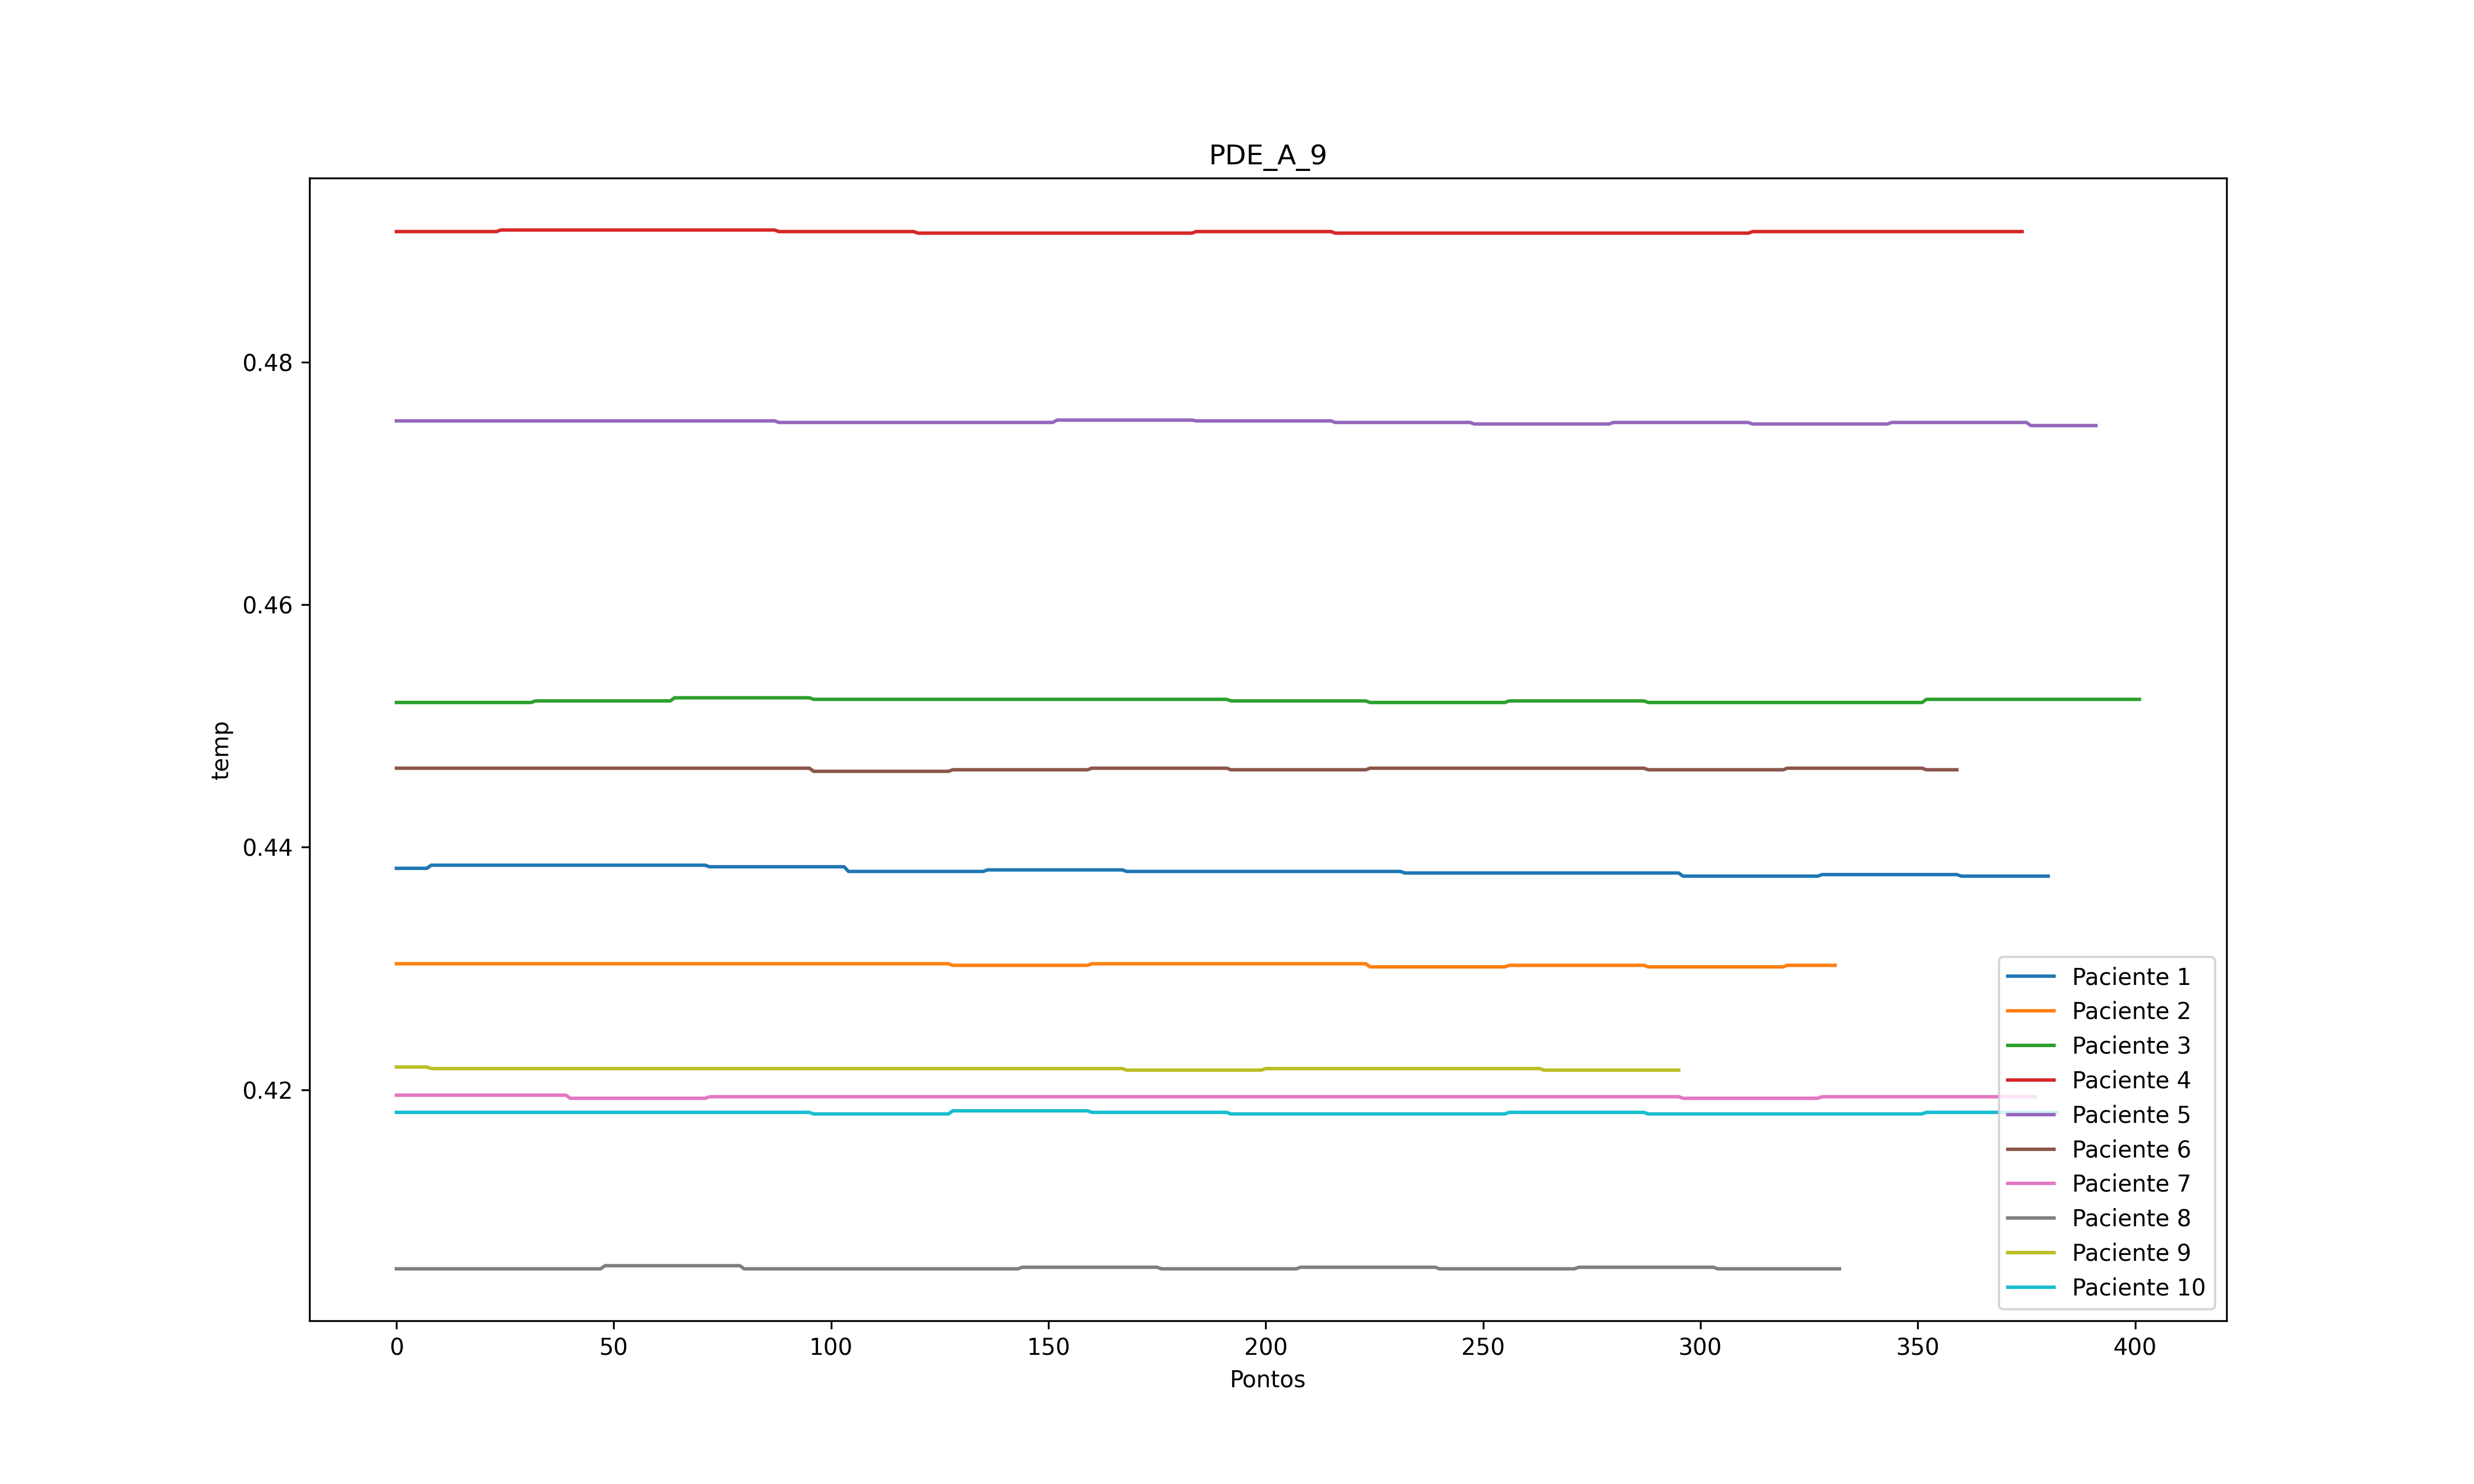 PDE_A_9
0.48
0.46
0.44
0.42
temp
0 50 100 150 200 250 300 350 400
Pontos
Paciente 1
Paciente 2
Paciente 3
Paciente 4
Paciente 5
Paciente 6
Paciente 7
Paciente 8
Paciente 9
Paciente 10